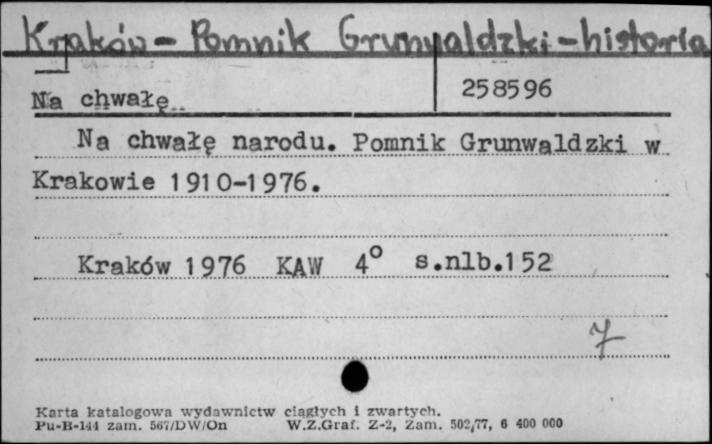 Kraków - Pomnik Grunwaldzki - historia
258596
Na chwałę
Na chwałę narodu. Pomnik Grunwaldzki w
Krakowie 1910-1976.
Kraków 1976 KAW 4° s.nlb.152
7
Karta katalogowa wydawnictw ciągłych i zwartych.
Pu-B-144 zam. 567/DW/On W.Z.Graf. Z-2, Zam. 502/77, 6 400 000